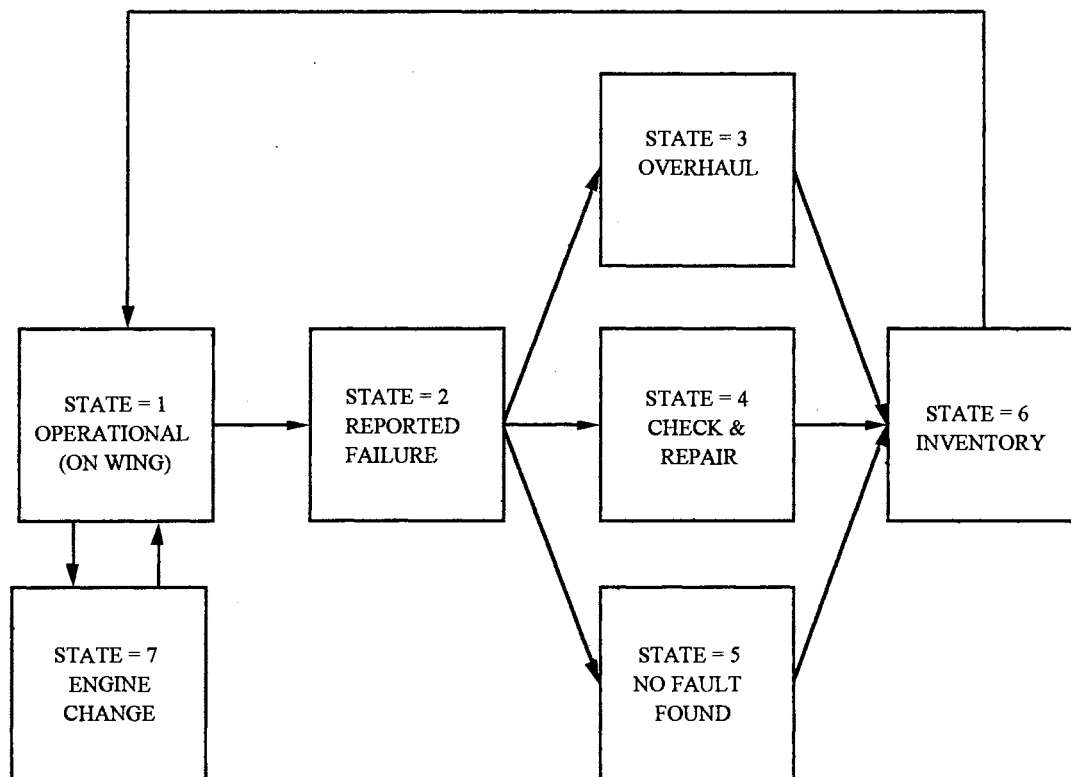 STATE = 3
OVERHAUL
STATE = 1
OPERATIONAL
(ON WING)
STATE = 2
REPORTED
FAILURE
STATE = 4
CHECK &
REPAIR
STATE = 6
INVENTORY
STATE = 7
ENGINE
CHANGE
STATE = 5
NO FAULT
FOUND